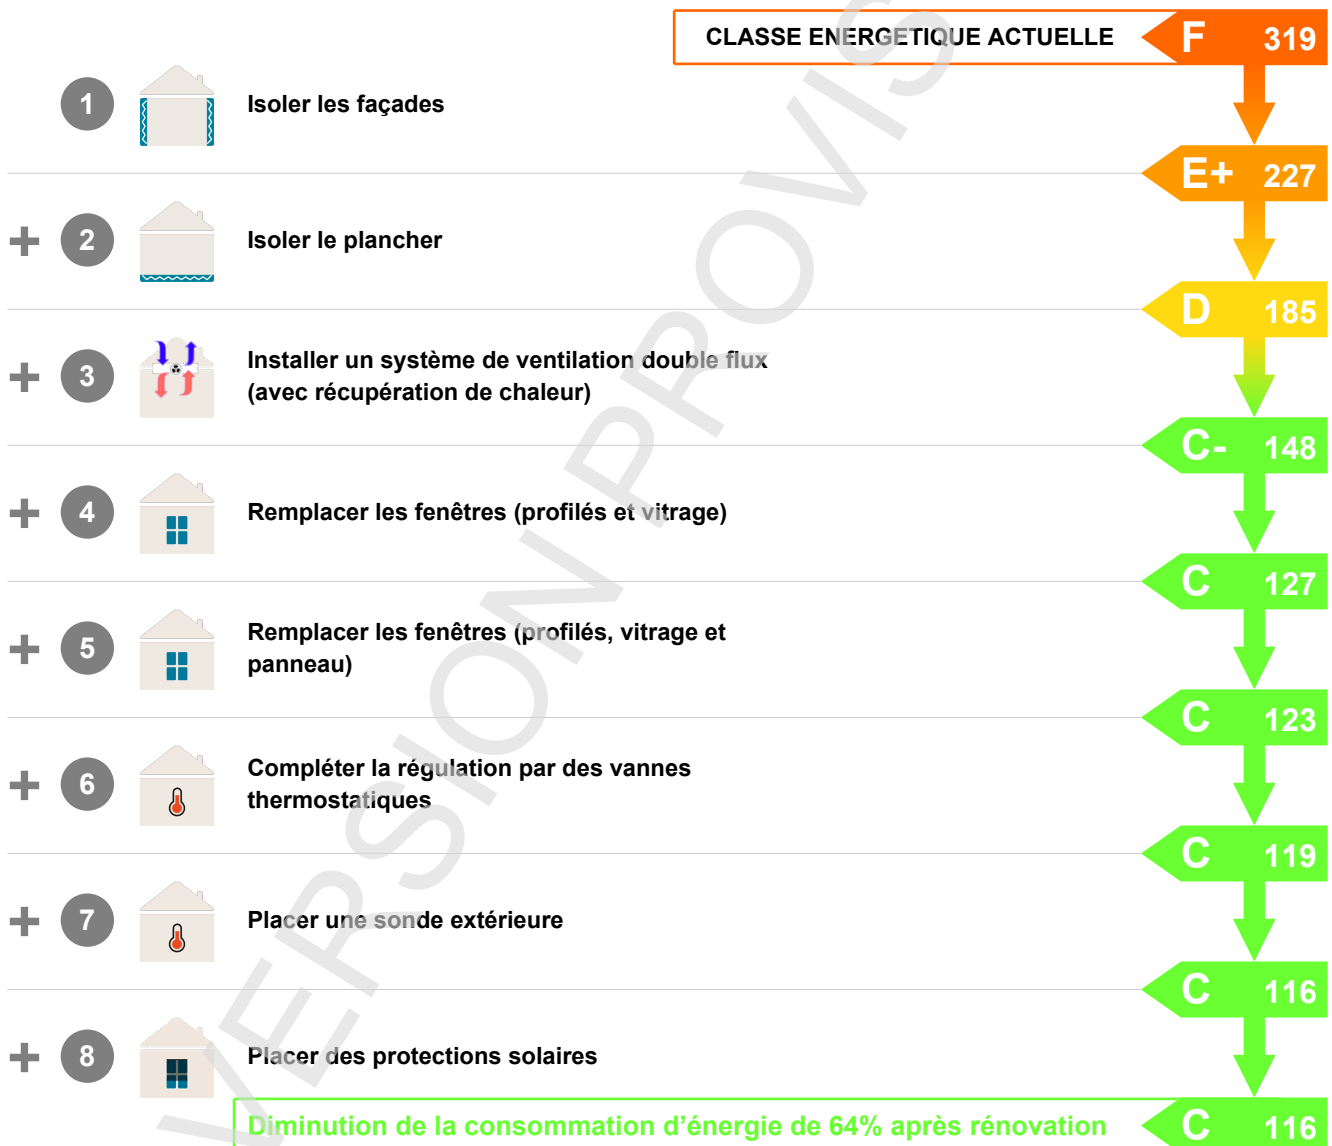 CLASSE ENERGETIQUE ACTUELLE F 319
1 Isoler les façades
E+ 227
+ 2 Isoler le plancher
D 185
+ 3 Installer un système de ventilation double flux
(avec récupération de chaleur)
C- 148
+ 4 Remplacer les fenêtres (profilés et vitrage)
C 127
+ 5 Remplacer les fenêtres (profilés, vitrage et
panneau)
C 123
+ 6 Compléter la régulation par des vannes
thermostatiques
C 119
+ 7 Placer une sonde extérieure
C 116
+ 8 Placer des protections solaires
Diminution de la consommation d'énergie de 64% après rénovation C 116
VERSION PROVIS